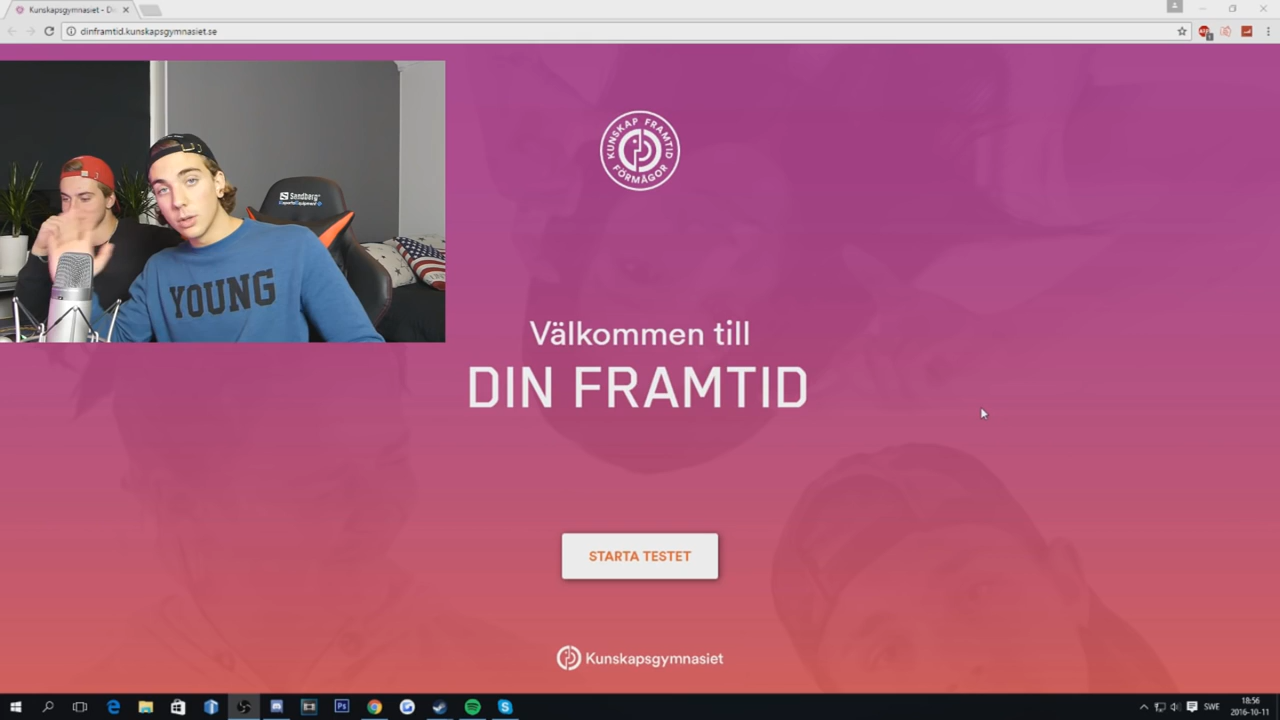 Kunskapsgymnasiet - Di
dinframtid.kunskapsgymnasiet.se
KUNSKAP FRAMTID FÖRMÅGOR
Sandberg
YOUNG
Välkommen till
DIN FRAMTID
STARTA TESTET
Kunskapsgymnasiet
SWE
18:56
2016-10-11